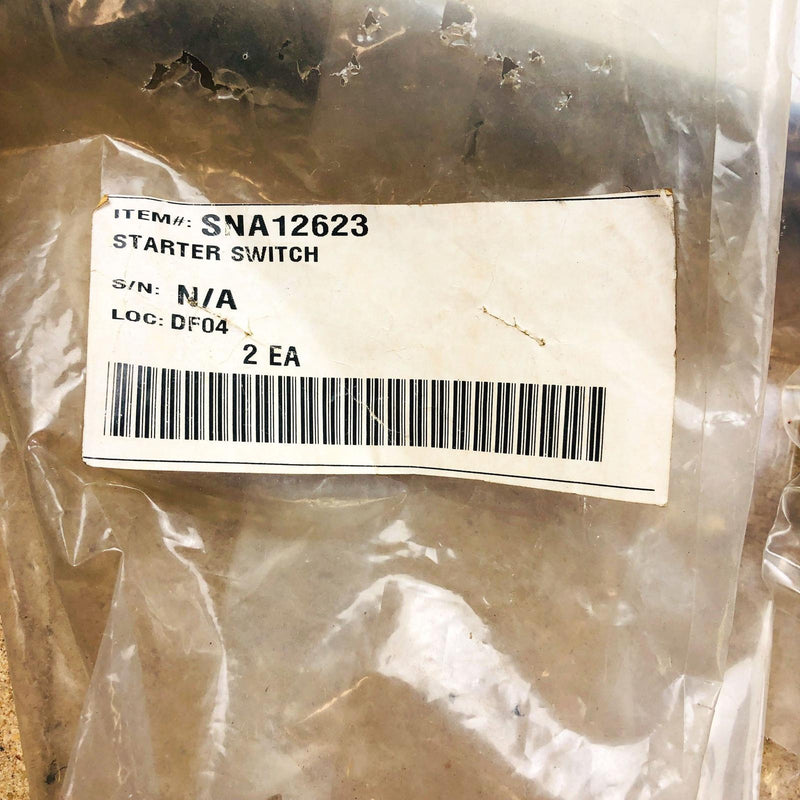 ITEM#: SNA12623
STARTER SWITCH
S/N: N/A
LOC: DF04
2 EA